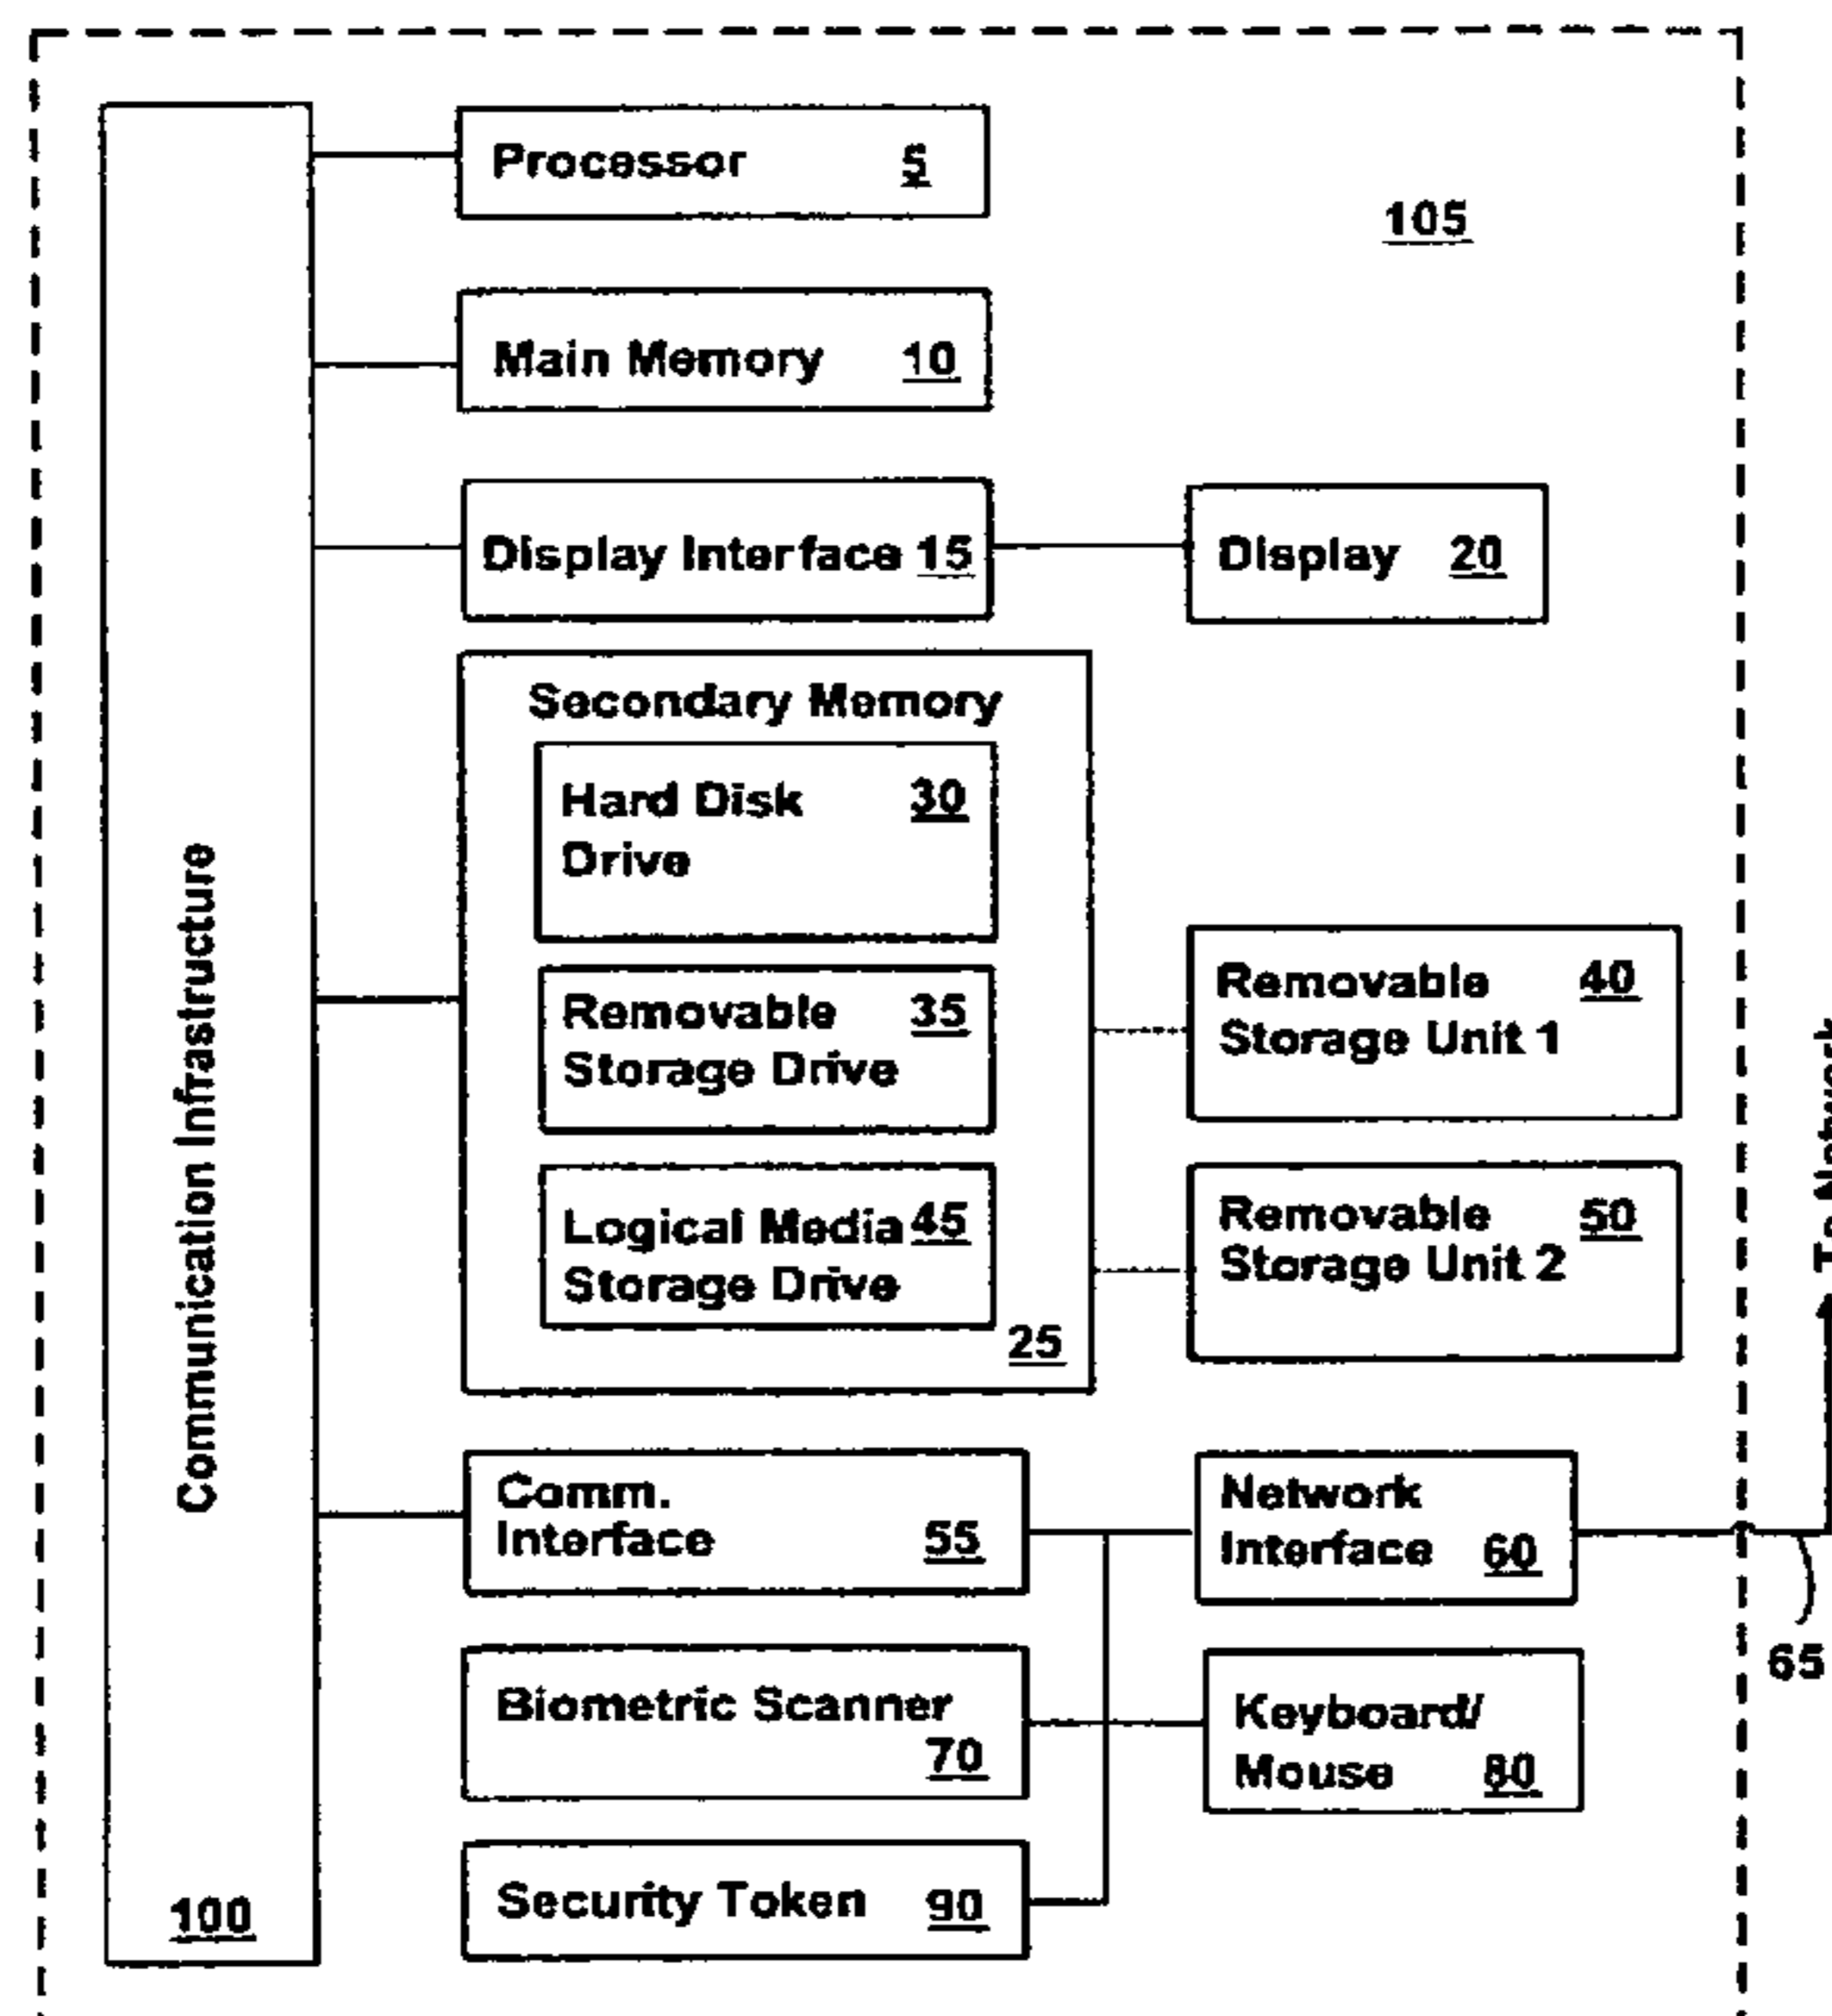 Processor 5
105
Main Memory 10
Display Interface 15
Display 20
Secondary Memory
Hard Disk 30
Drive
Removable 35
Storage Drive
Logical Media 45
Storage Drive
25
Removable 40
Storage Unit 1
Removable 50
Storage Unit 2
To Network
Communication Infrastructure
100
Comm.
Interface 55
Network
Interface 60
65
Biometric Scanner
70
Keyboard/
Mouse 80
Security Token 90